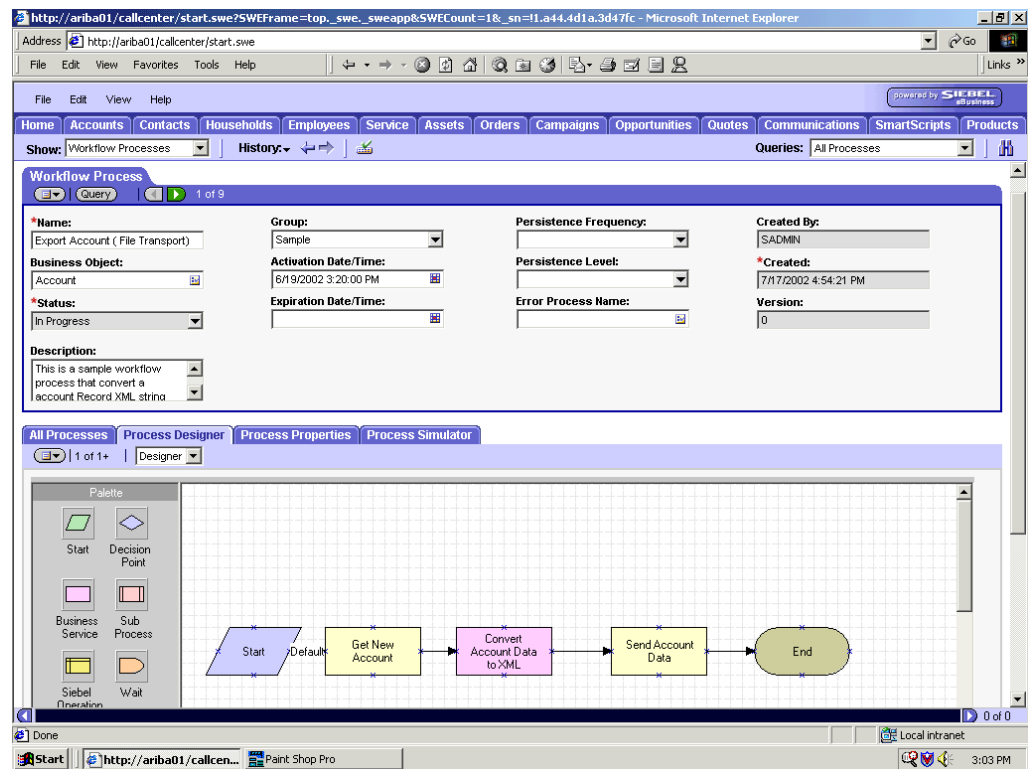 http://ariba01/callcenter/start.swe?SWEFrame=top._swe._sweapp&SWECount=1&_sn=!1.a44.4d1a.3d47fc - Microsoft Internet Explorer
Address http://ariba01/callcenter/start.swe Go
File Edit View Favorites Tools Help Links »
File Edit View Help powered by SIEBEL eBusiness
Home Accounts Contacts Households Employees Service Assets Orders Campaigns Opportunities Quotes Communications SmartScripts Products
Show: Workflow Processes History: Queries: All Processes
Workflow Process
Query 1 of 9
*Name: Group: Persistence Frequency: Created By:
Export Account ( File Transport) Sample SADMIN
Business Object: Activation Date/Time: Persistence Level: *Created:
Account 6/19/2002 3:20:00 PM 7/17/2002 4:54:21 PM
*Status: Expiration Date/Time: Error Process Name: Version:
In Progress 0
Description:
This is a sample workflow
process that convert a
account Record XML string
All Processes Process Designer Process Properties Process Simulator
1 of 1+ Designer
Palette
Start Decision Point
Business Service Sub Process
Siebel Operation Wait
Start Default Get New Account Convert Account Data to XML Send Account Data End
0 of 0
Done Local intranet
Start http://ariba01/callcen... Paint Shop Pro 3:03 PM